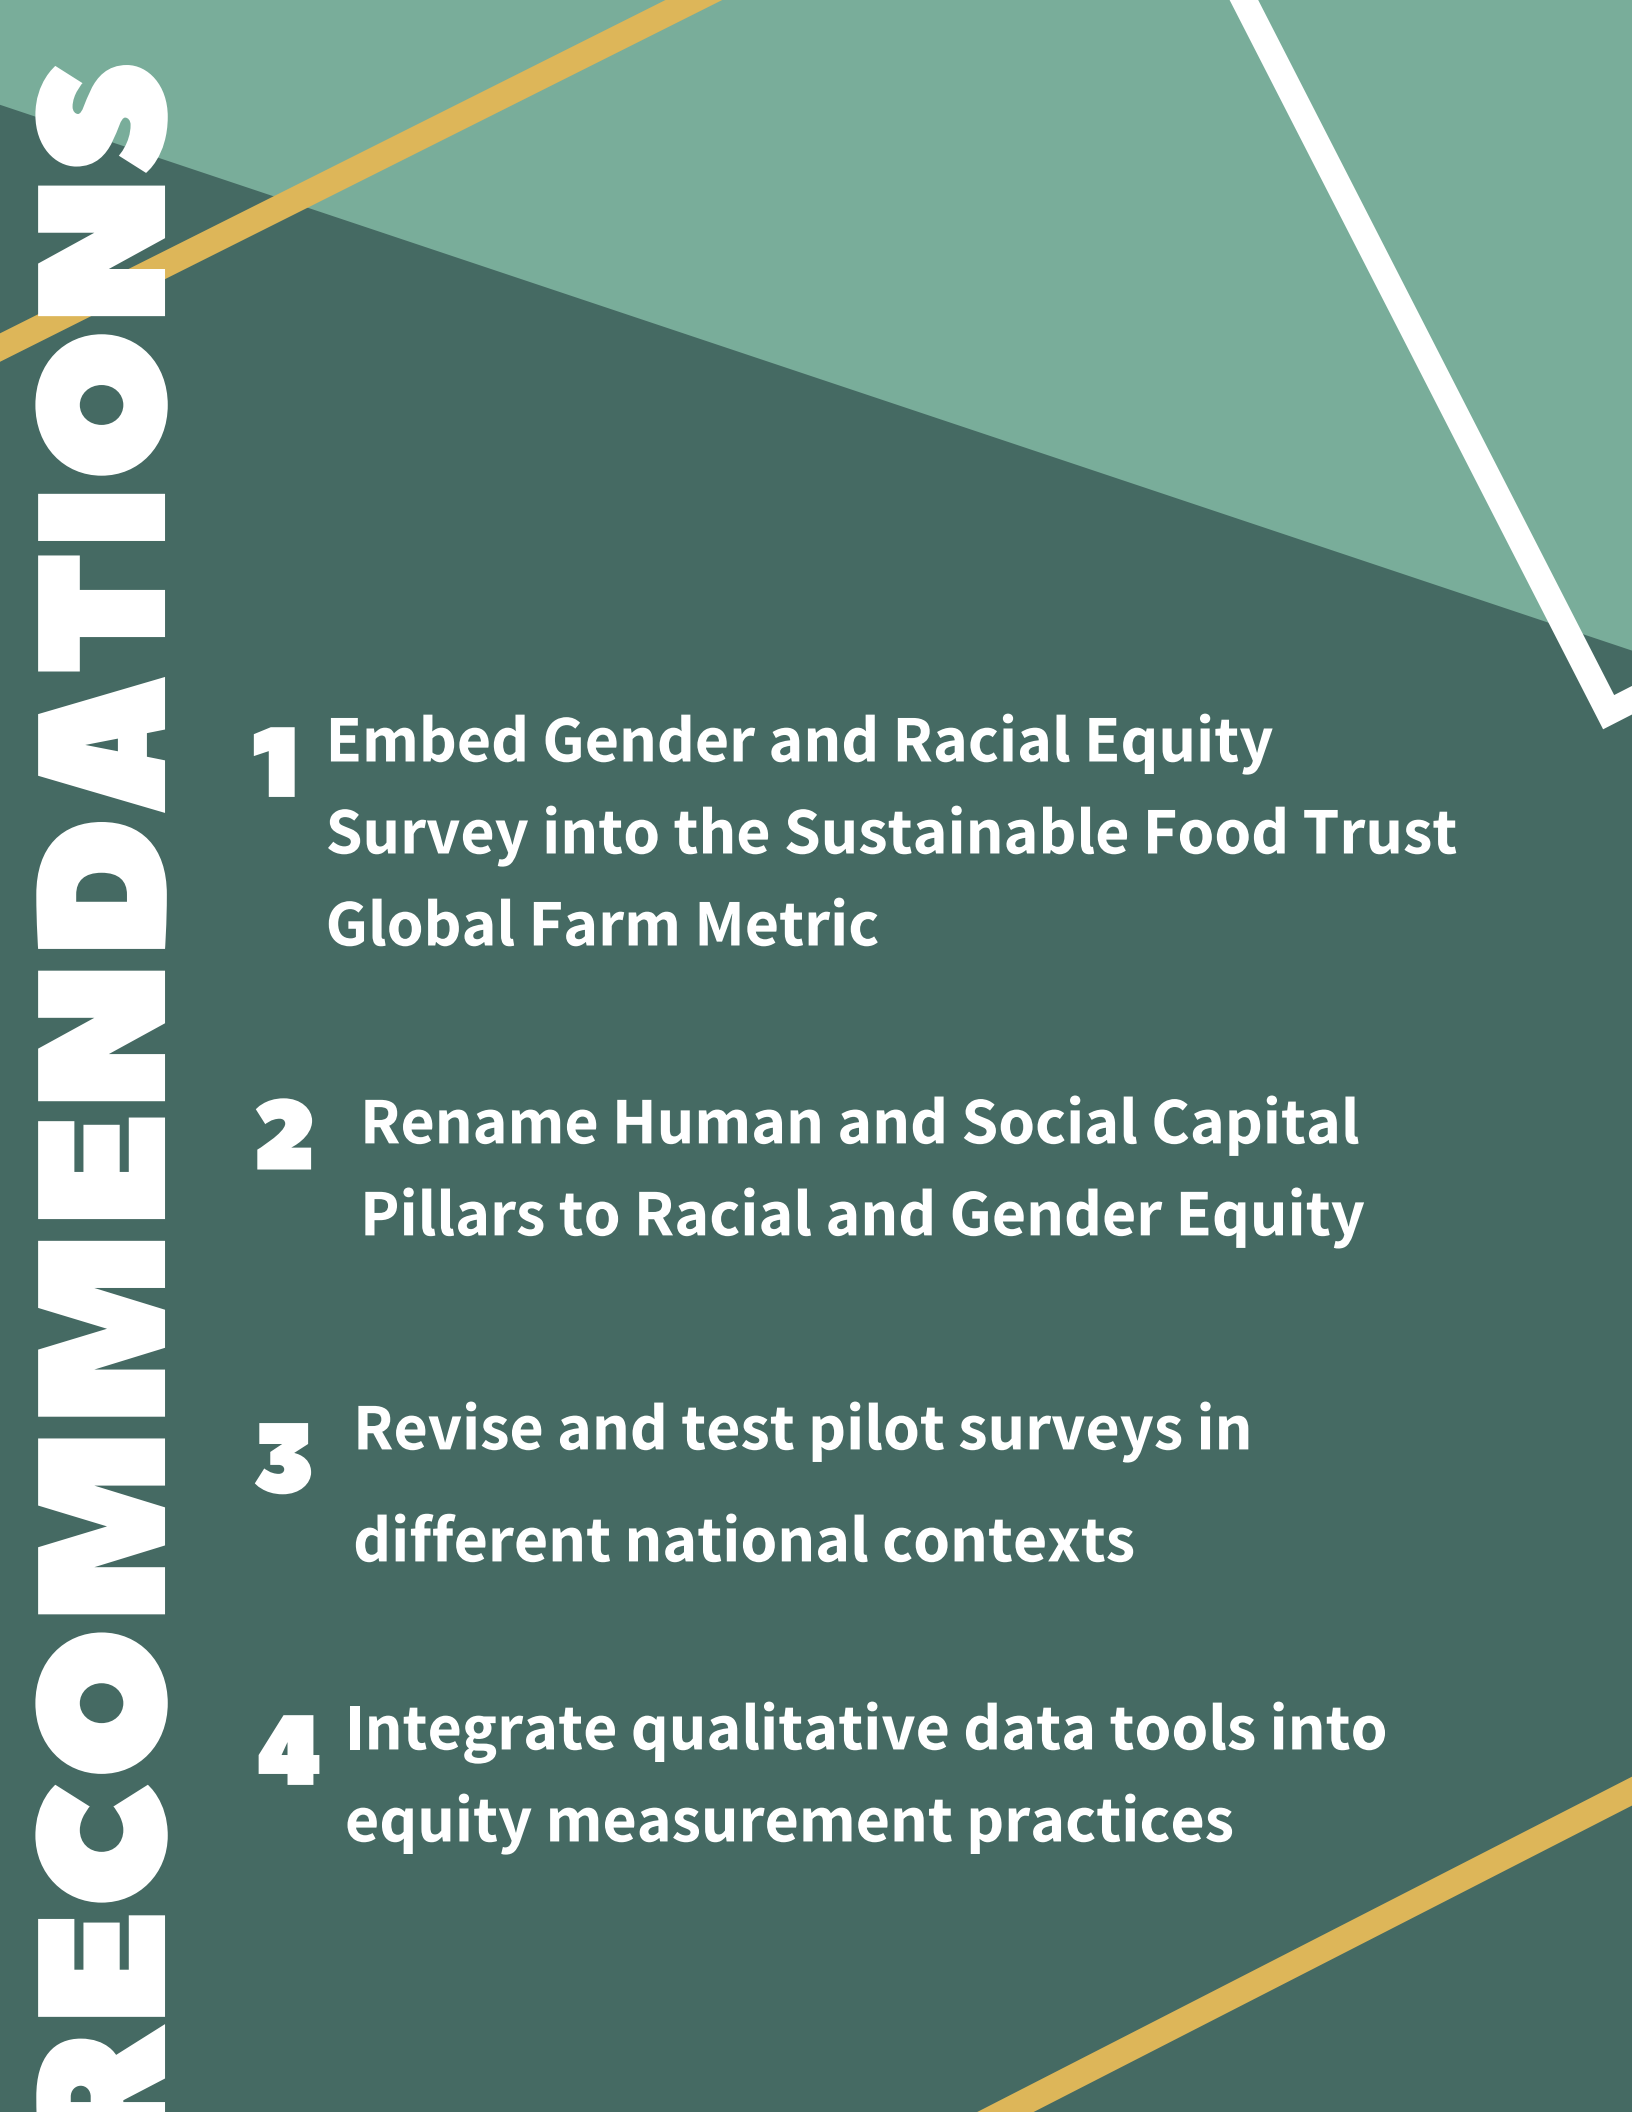 RECOMMENDATIONS
1 Embed Gender and Racial Equity
Survey into the Sustainable Food Trust
Global Farm Metric
2 Rename Human and Social Capital
Pillars to Racial and Gender Equity
3 Revise and test pilot surveys in
different national contexts
4 Integrate qualitative data tools into
equity measurement practices